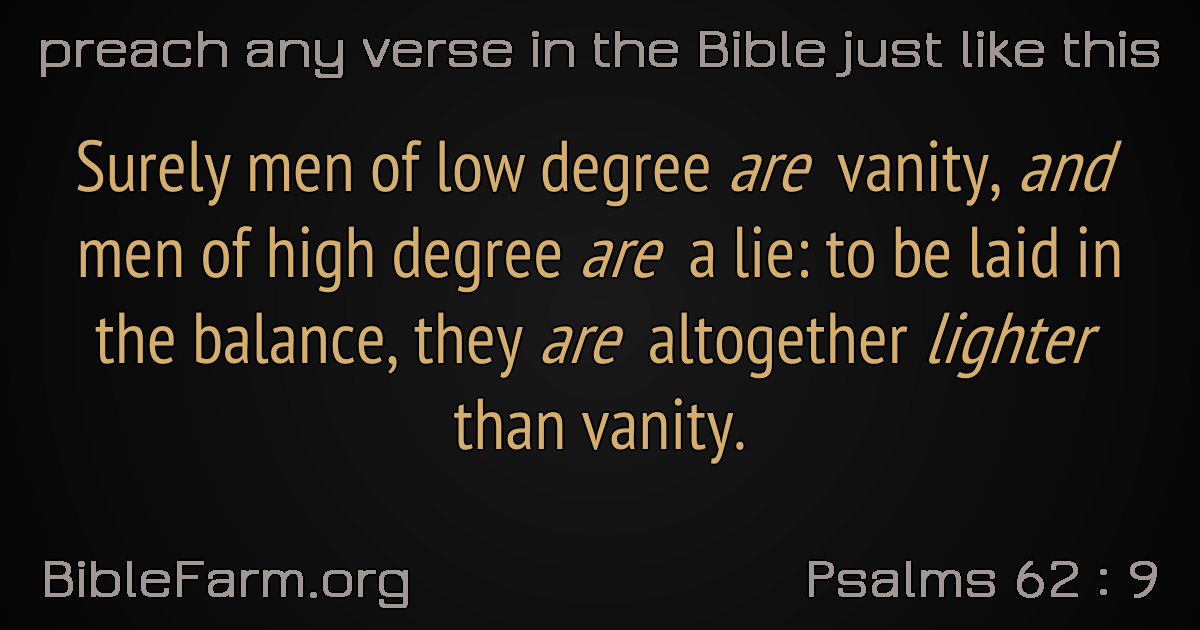 preach any verse in the Bible just like this
Surely men of low degree are vanity, and
men of high degree are a lie: to be laid in
the balance, they are altogether lighter
than vanity.
BibleFarm.org
Psalms 62 : 9